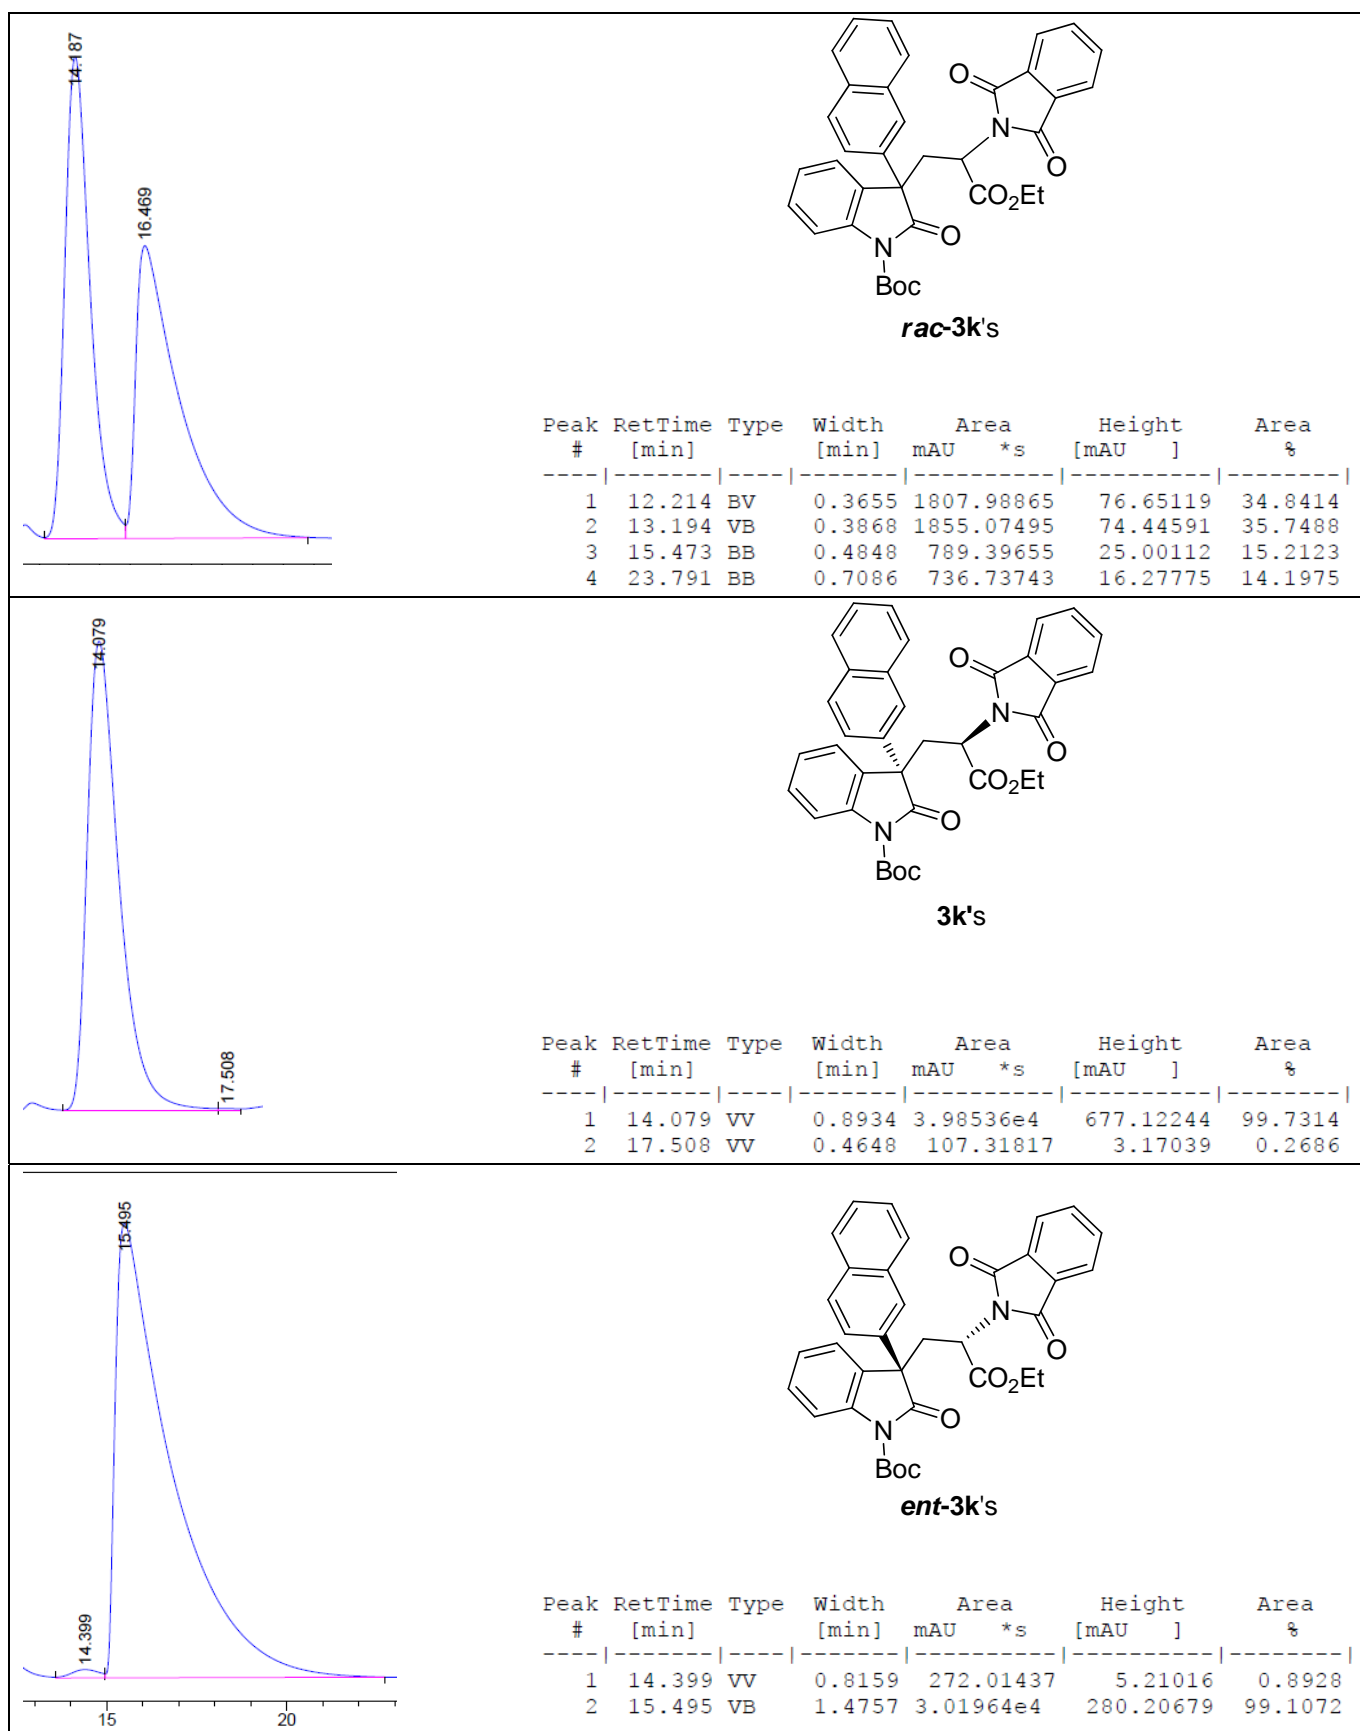 14.187
16.469
O
N
O
CO2Et
O
N
Boc
rac-3k's
Peak RetTime Type Width Area Height Area
# [min] [min] mAU *s [mAU ] %
----|-------|----|-------|----------|----------|--------|
1 12.214 BV 0.3655 1807.98865 76.65119 34.8414
2 13.194 VB 0.3868 1855.07495 74.44591 35.7488
3 15.473 BB 0.4848 789.39655 25.00112 15.2123
4 23.791 BB 0.7086 736.73743 16.27775 14.1975
14.079
17.508
O
N
O
CO2Et
O
N
Boc
3k's
Peak RetTime Type Width Area Height Area
# [min] [min] mAU *s [mAU ] %
----|-------|----|-------|----------|----------|--------|
1 14.079 VV 0.8934 3.98536e4 677.12244 99.7314
2 17.508 VV 0.4648 107.31817 3.17039 0.2686
15.495
14.399
15 20
O
N
O
CO2Et
O
N
Boc
ent-3k's
Peak RetTime Type Width Area Height Area
# [min] [min] mAU *s [mAU ] %
----|-------|----|-------|----------|----------|--------|
1 14.399 VV 0.8159 272.01437 5.21016 0.8928
2 15.495 VB 1.4757 3.01964e4 280.20679 99.1072